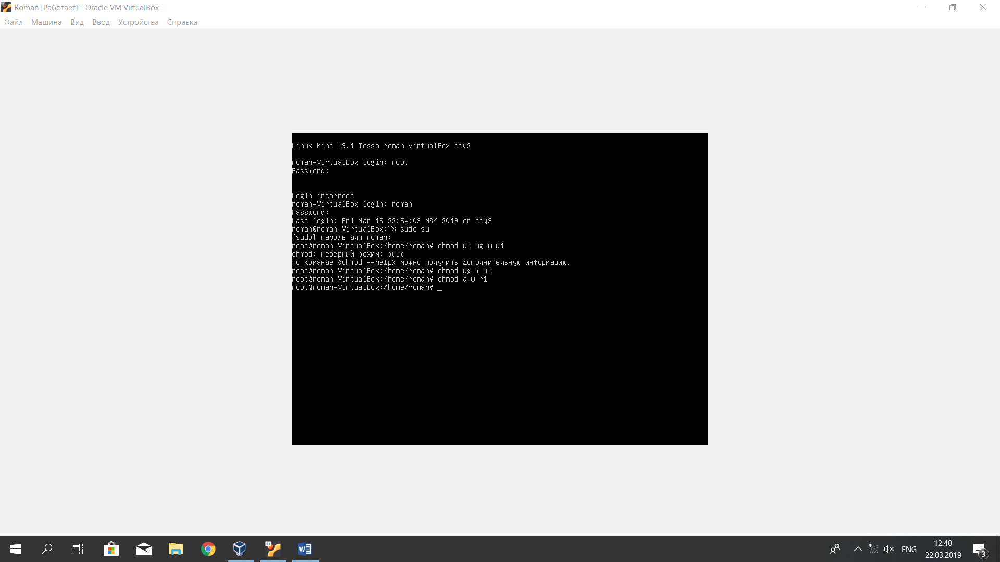 Roman [Работает] - Oracle VM VirtualBox
Файл Машина Вид Ввод Устройства Справка
Linux Mint 19.1 Tessa roman-VirtualBox tty2
roman-VirtualBox login: root
Password:
Login incorrect
roman-VirtualBox login: roman
Password:
Last login: Fri Mar 15 22:54:03 MSK 2019 on tty3
roman@roman-VirtualBox:~$ sudo su
[sudo] пароль для roman:
root@roman-VirtualBox:/home/roman# chmod u1 ug-w u1
chmod: неверный режим: «u1»
По команде «chmod --help» можно получить дополнительную информацию.
root@roman-VirtualBox:/home/roman# chmod ug-w u1
root@roman-VirtualBox:/home/roman# chmod a+w r1
root@roman-VirtualBox:/home/roman# _
64
W
ENG
12:40
22.03.2019
3